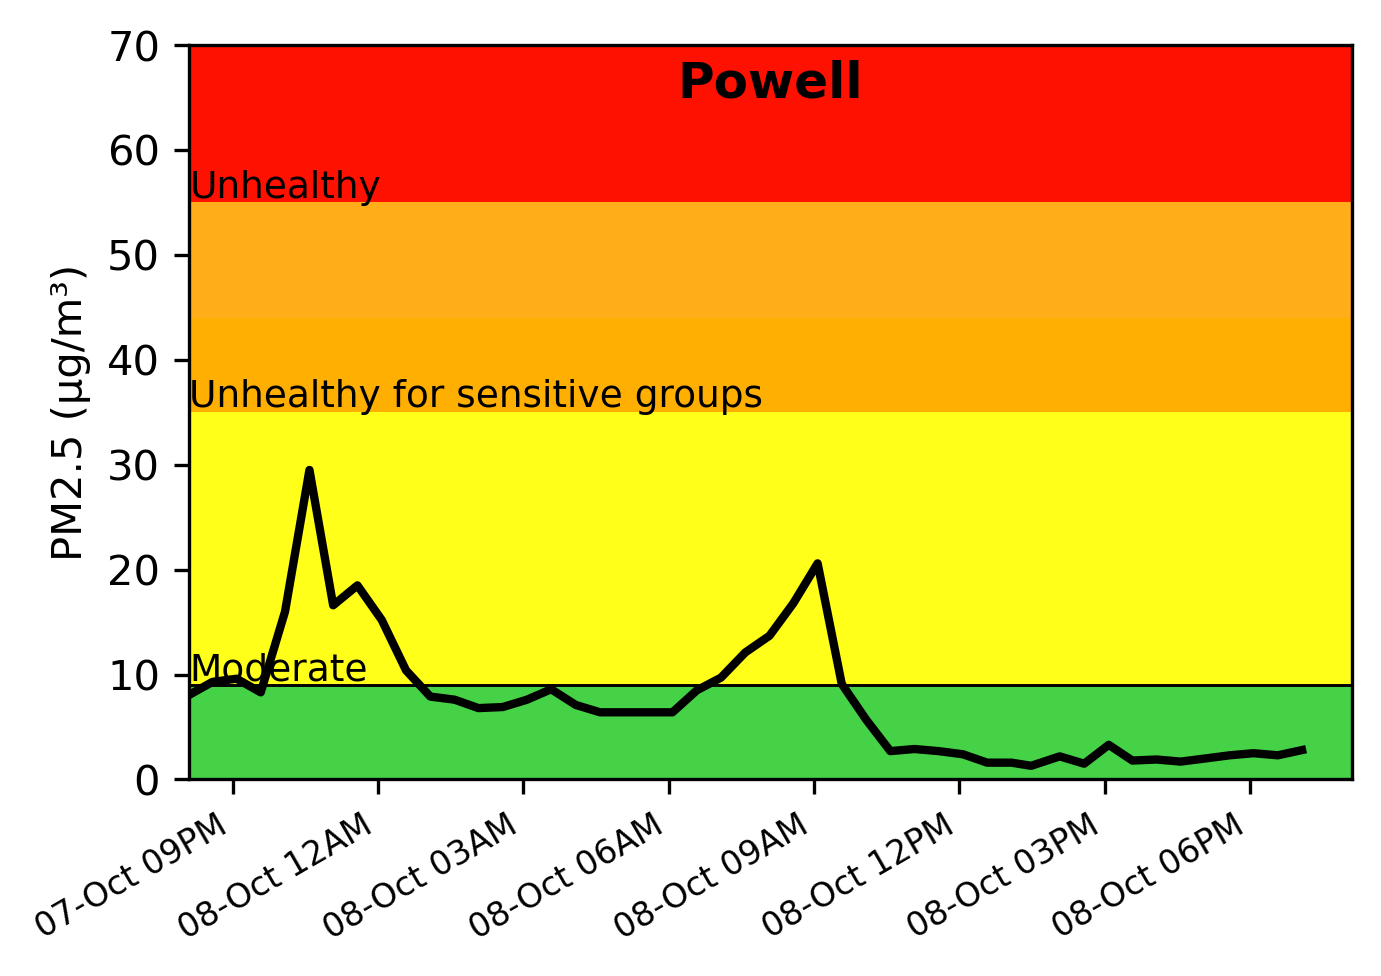 Powell
70
60
50
40
30
20
10
0
PM2.5 (µg/m³)
Unhealthy
Unhealthy for sensitive groups
Moderate
07-Oct 09PM
08-Oct 12AM
08-Oct 03AM
08-Oct 06AM
08-Oct 09AM
08-Oct 12PM
08-Oct 03PM
08-Oct 06PM